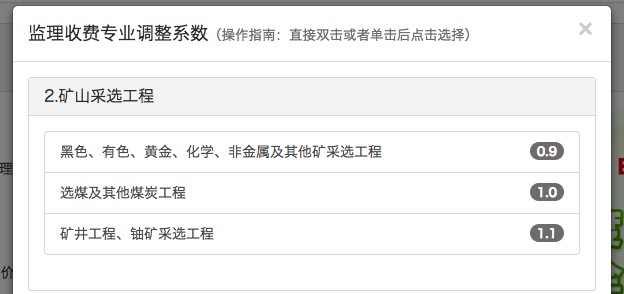 监理收费专业调整系数（操作指南：直接双击或者单击后点击选择） ×
2.矿山采选工程
黑色、有色、黄金、化学、非金属及其他矿采选工程 0.9
理
选煤及其他煤炭工程 1.0
矿井工程、铀矿采选工程 1.1
价